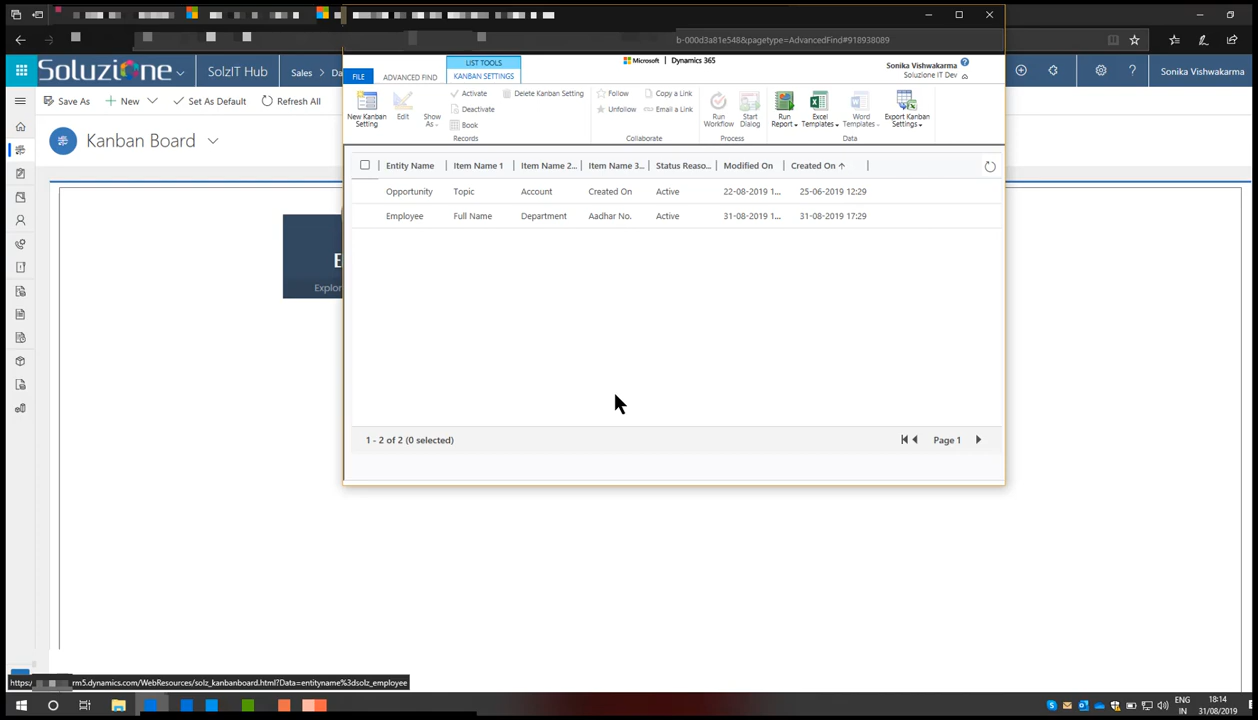 b-000d3a81e548&pagetype=AdvancedFind#918938089
Soluzione SolzIT Hub Sales Da
Sonika Vishwakarma
Save As New Set As Default Refresh All
Kanban Board
Explor
Microsoft Dynamics 365
Sonika Vishwakarma
Soluzione IT Dev
FILE ADVANCED FIND
LIST TOOLS
KANBAN SETTINGS
New Kanban Setting
Edit
Show As
Activate
Deactivate
Book
Delete Kanban Setting
Records
Follow
Unfollow
Copy a Link
Email a Link
Collaborate
Run Workflow
Start Dialog
Process
Run Report
Excel Templates
Word Templates
Export Kanban Settings
Data
Entity Name Item Name 1 Item Name 2... Item Name 3... Status Reaso... Modified On Created On
Opportunity Topic Account Created On Active 22-08-2019 1... 25-06-2019 12:29
Employee Full Name Department Aadhar No. Active 31-08-2019 1... 31-08-2019 17:29
1 - 2 of 2 (0 selected)
Page 1
https: rm5.dynamics.com/WebResources/solz_kanbanboard.html?Data=entityname%3dsolz_employee
ENG
IN
18:14
31/08/2019